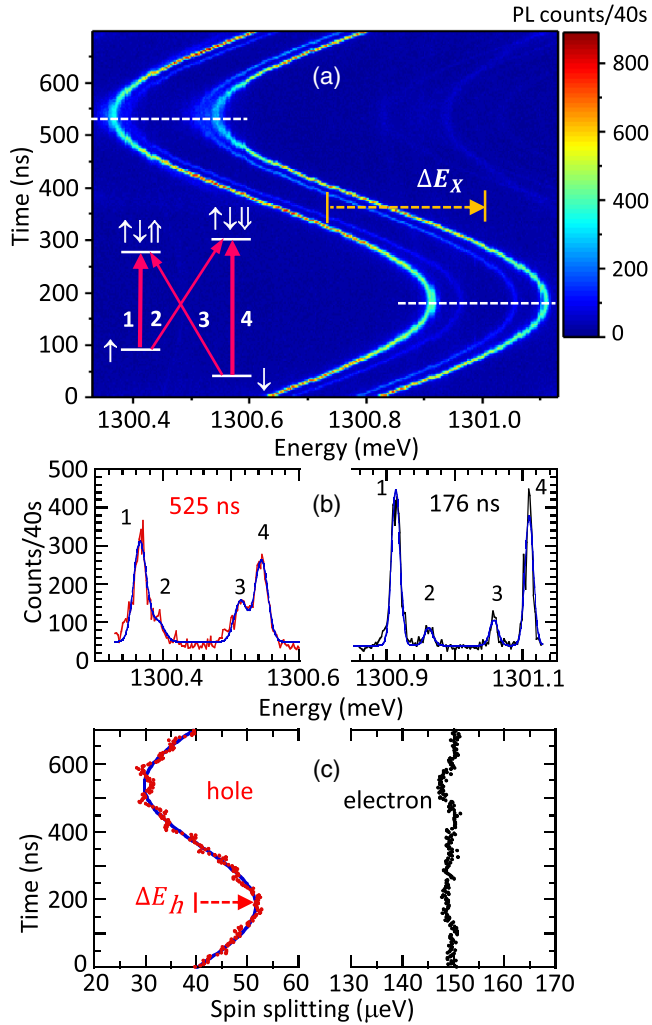 PL counts/40s
(a)
800
600
400
200
0
Time (ns)
600
500
400
300
200
100
0
ΔE_X
↑↓⇑ ↑↓⇓
1 2 3 4
↑ ↓
1300.4 1300.6 1300.8 1301.0
Energy (meV)
(b)
Counts/40s
500
400
300
200
100
0
525 ns
1 2 3 4
176 ns
1 2 3 4
1300.4 1300.6 1300.9 1301.1
Energy (meV)
(c)
Time (ns)
600
400
200
0
hole
electron
ΔE_h
20 30 40 50 60 130 140 150 160 170
Spin splitting (μeV)